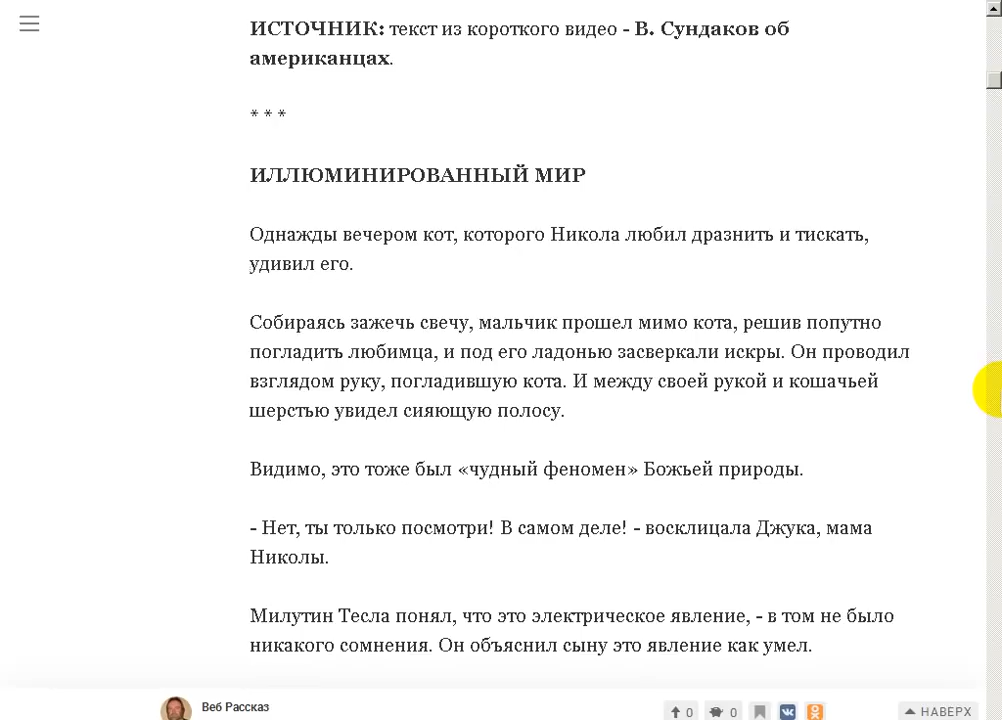 ИСТОЧНИК: текст из короткого видео - В. Сундаков об
американцах.
* * *
ИЛЛЮМИНИРОВАННЫЙ МИР
Однажды вечером кот, которого Никола любил дразнить и тискать,
удивил его.
Собираясь зажечь свечу, мальчик прошел мимо кота, решив попутно
погладить любимца, и под его ладонью засверкали искры. Он проводил
взглядом руку, погладившую кота. И между своей рукой и кошачьей
шерстью увидел сияющую полосу.
Видимо, это тоже был «чудный феномен» Божьей природы.
- Нет, ты только посмотри! В самом деле! - восклицала Джука, мама
Николы.
Милутин Тесла понял, что это электрическое явление, - в том не было
никакого сомнения. Он объяснил сыну это явление как умел.
Веб Рассказ
0 0 НАВЕРХ